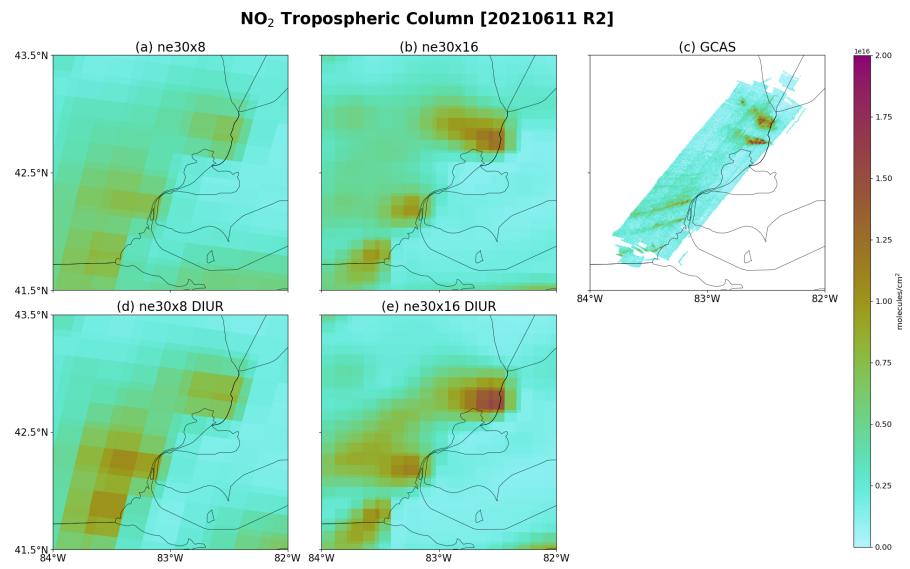 NO₂ Tropospheric Column [20210611 R2]
(a) ne30x8
(b) ne30x16
(c) GCAS
43.5°N
42.5°N
41.5°N
84°W
83°W
82°W
(d) ne30x8 DIUR
(e) ne30x16 DIUR
43.5°N
42.5°N
41.5°N
84°W
83°W
82°W
84°W
83°W
82°W
1e16
2.00
1.75
1.50
1.25
1.00
0.75
0.50
0.25
0.00
molecules/cm²